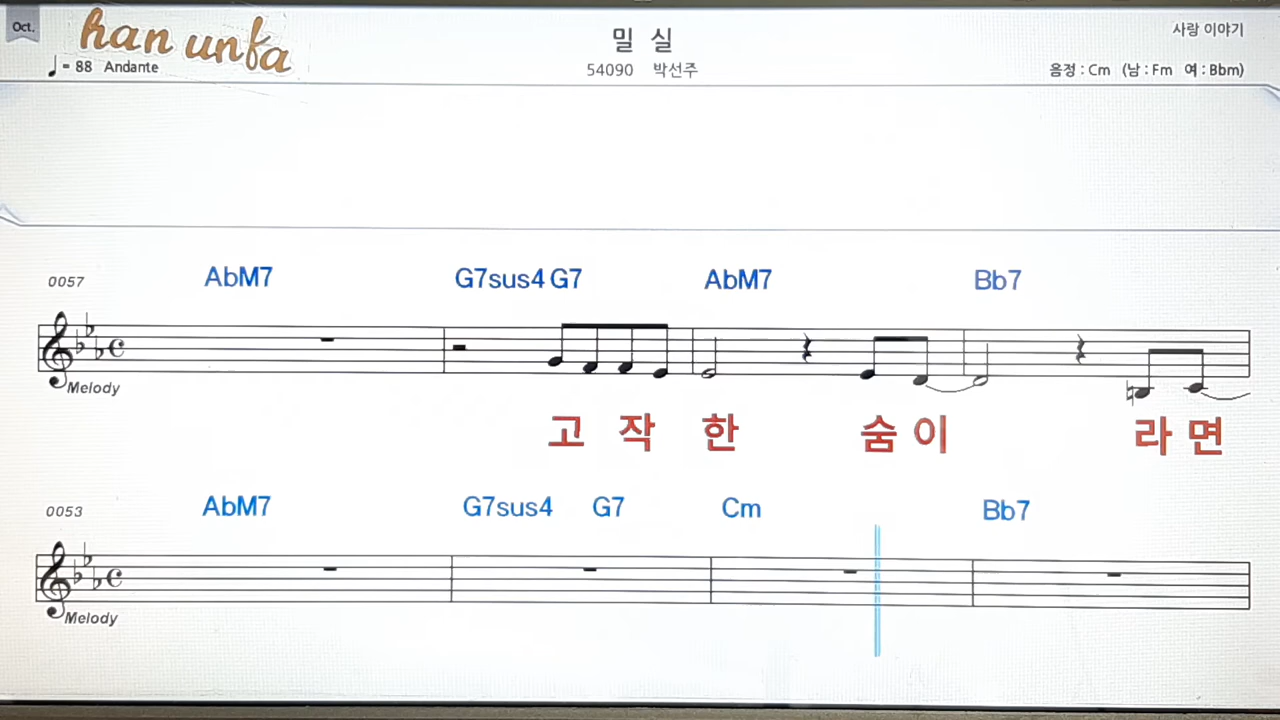 Oct.
han unfa
밀 실
사랑 이야기
♩= 88 Andante
54090 박선주
음정 : Cm (남 : Fm 여 : Bbm)
0057 AbM7 G7sus4 G7 AbM7 Bb7
Melody
고 작 한 숨 이 라 면
0053 AbM7 G7sus4 G7 Cm Bb7
Melody